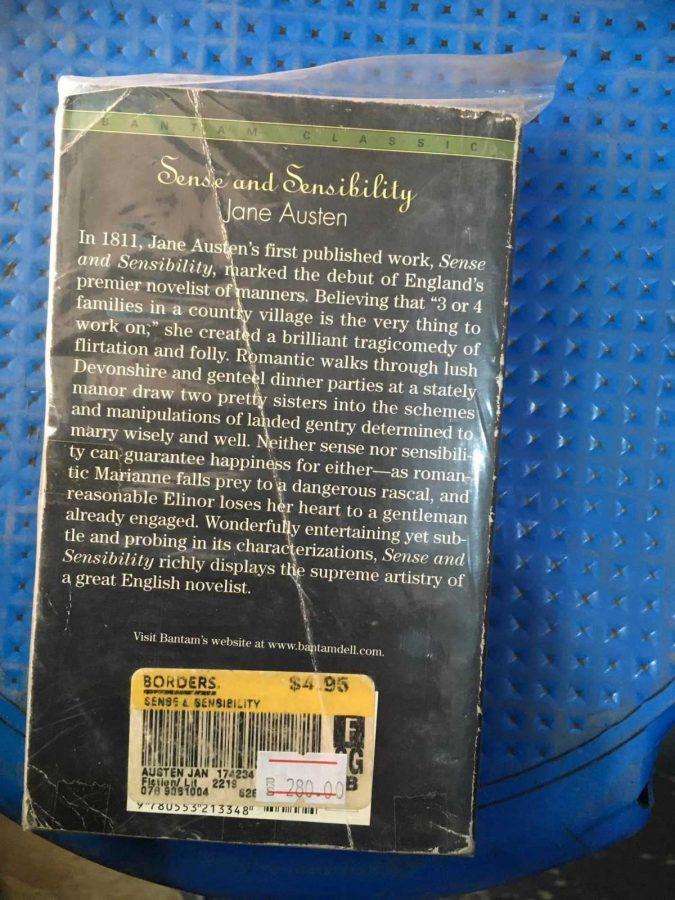 BANTAM CLASSIC
Sense and Sensibility
Jane Austen
In 1811, Jane Austen's first published work, Sense
and Sensibility, marked the debut of England's
premier novelist of manners. Believing that "3 or 4
families in a country village is the very thing to
work on," she created a brilliant tragicomedy of
flirtation and folly. Romantic walks through lush
Devonshire and genteel dinner parties at a stately
manor draw two pretty sisters into the schemes
and manipulations of landed gentry determined to
marry wisely and well. Neither sense nor sensibili-
ty can guarantee happiness for either—as roman-
tic Marianne falls prey to a dangerous rascal, and
reasonable Elinor loses her heart to a gentleman
already engaged. Wonderfully entertaining yet sub-
tle and probing in its characterizations, Sense and
Sensibility richly displays the supreme artistry of
a great English novelist.
Visit Bantam's website at www.bantamdell.com.
BORDERS. $4.95
SENSE & SENSIBILITY
AUSTEN JAN 174234
Fiction/ Lit 2219
280.00
9 780553 213348